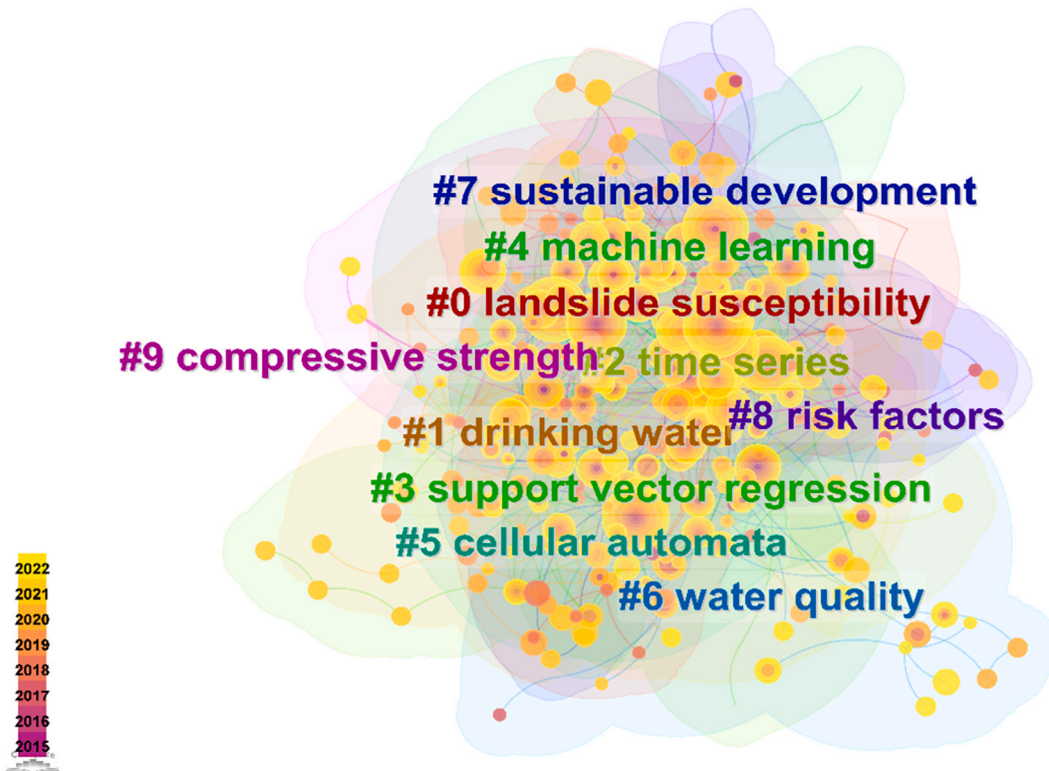 #7 sustainable development
#4 machine learning
#0 landslide susceptibility
#9 compressive strength
#2 time series
#8 risk factors
#1 drinking water
#3 support vector regression
#5 cellular automata
#6 water quality
2022
2021
2020
2019
2018
2017
2016
2015